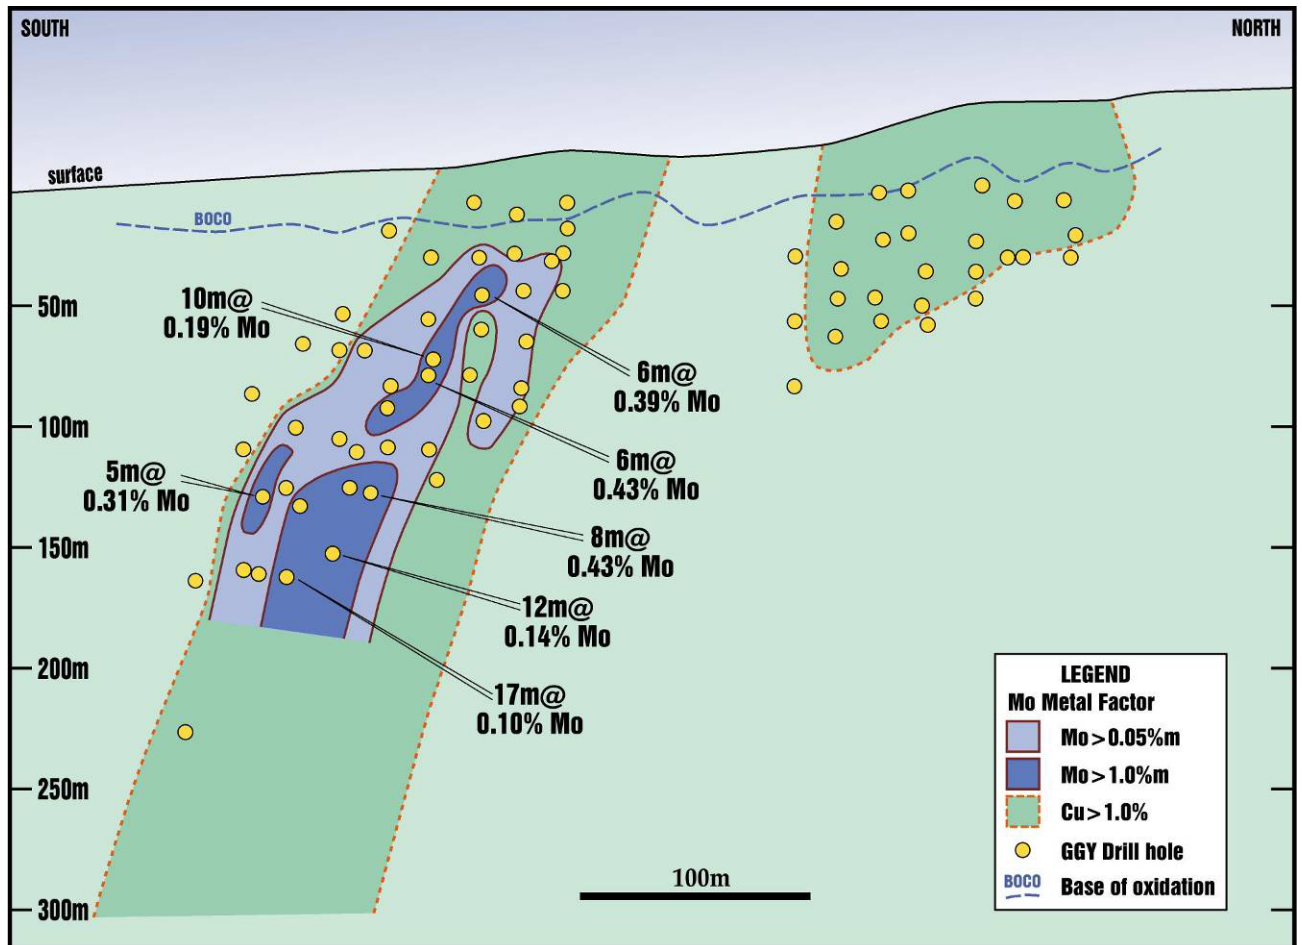 SOUTH
NORTH
surface
BOCO
50m
100m
150m
200m
250m
300m
10m@
0.19% Mo
6m@
0.39% Mo
6m@
0.43% Mo
5m@
0.31% Mo
8m@
0.43% Mo
12m@
0.14% Mo
17m@
0.10% Mo
100m
LEGEND
Mo Metal Factor
Mo > 0.05%m
Mo > 1.0%m
Cu > 1.0%
GGY Drill hole
BOCO Base of oxidation